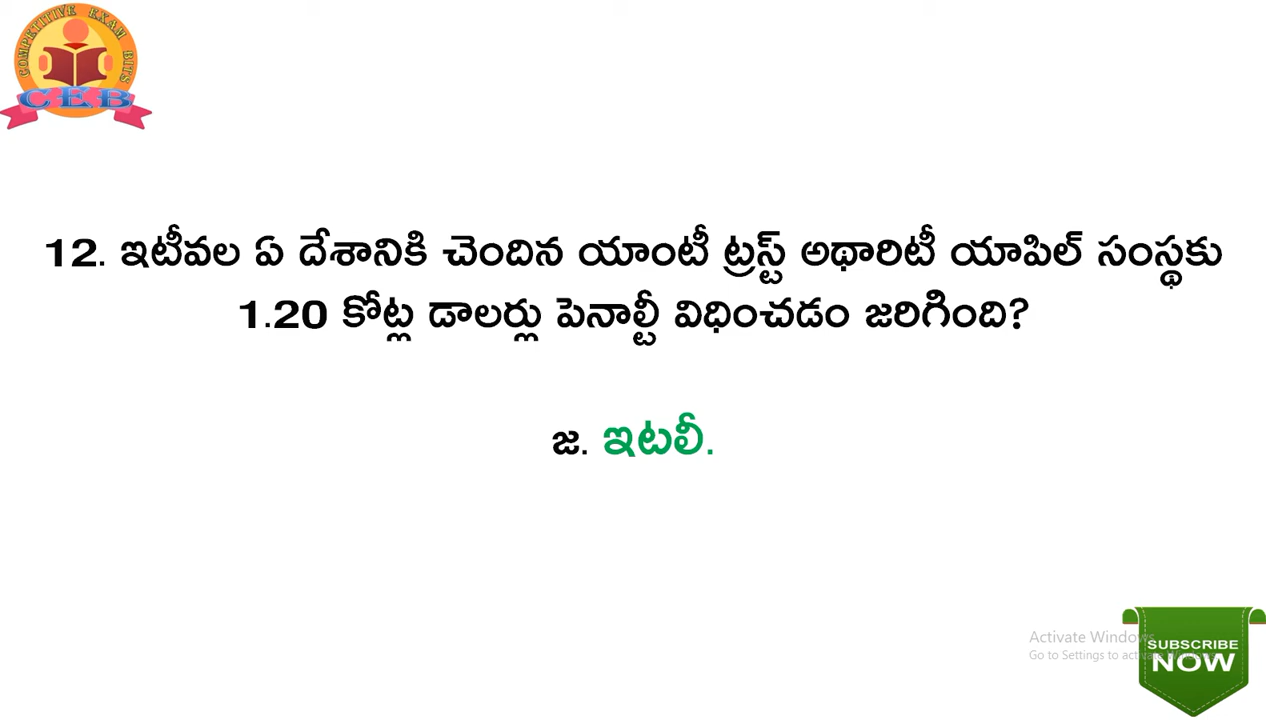 COMPETITIVE EXAM BITS
CEB
12. ఇటీవల ఏ దేశానికి చెందిన యాంటీ ట్రస్ట్ అథారిటీ యాపిల్ సంస్థకు
1.20 కోట్ల డాలర్లు పెనాల్టీ విధించడం జరిగింది?
జ. ఇటలీ.
Activate Windows
Go to Settings to activate Windows.
SUBSCRIBE
NOW